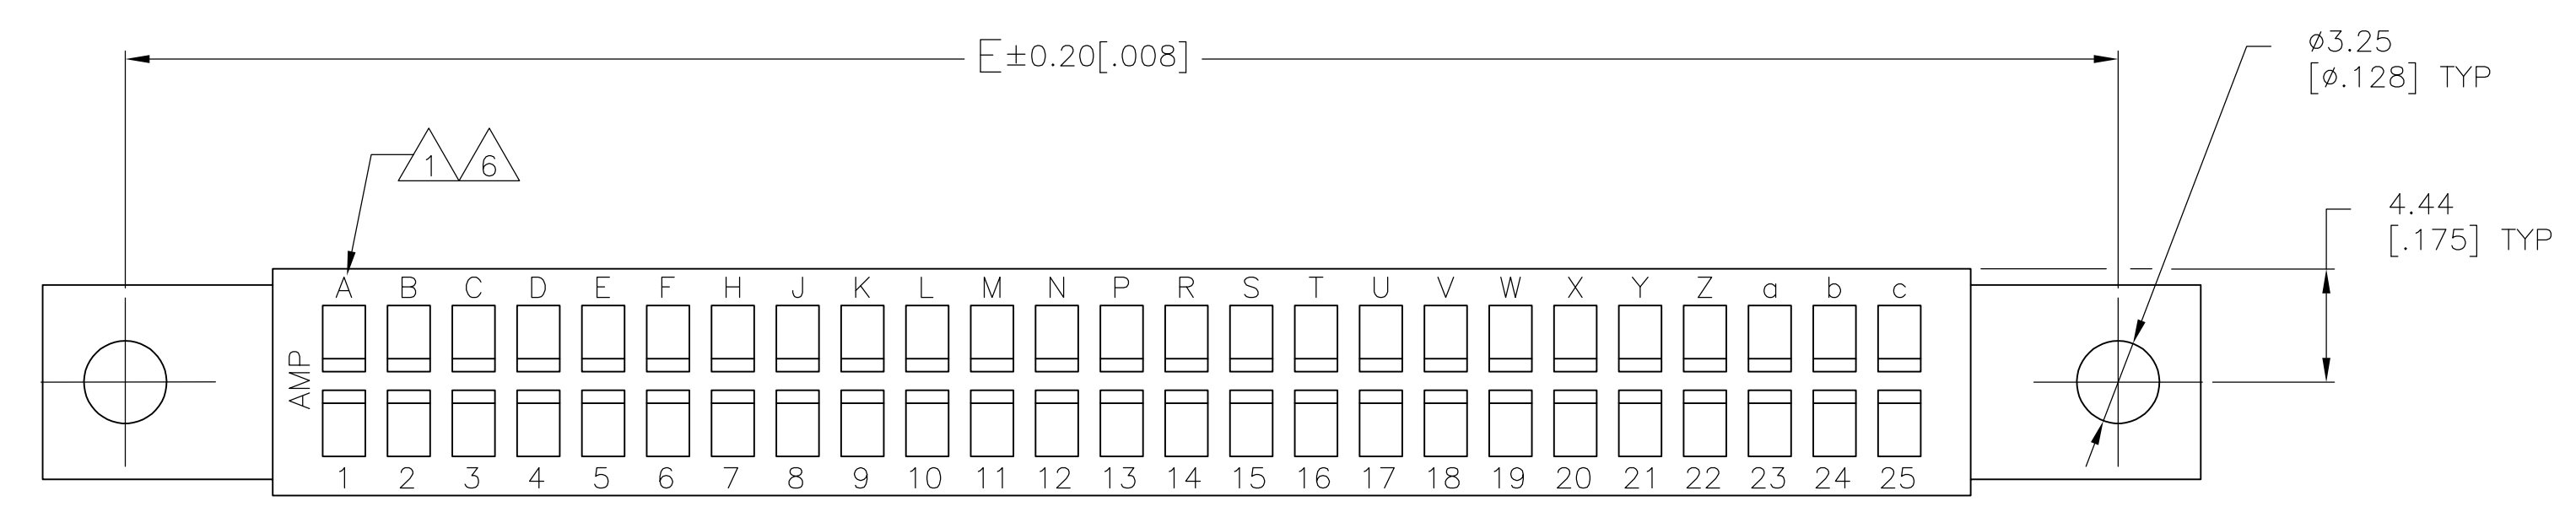 E±0.20[.008]
ø3.25
[ø.128] TYP
1 6
4.44
[.175] TYP
A B C D E F H J K L M N P R S T U V W X Y Z a b c
AMP
1 2 3 4 5 6 7 8 9 10 11 12 13 14 15 16 17 18 19 20 21 22 23 24 25